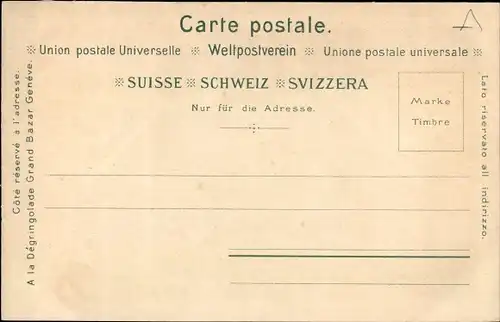 Carte postale.
※ Union postale Universelle ※ Weltpostverein ※ Unione postale universale ※
※ SUISSE ※ SCHWEIZ ※ SVIZZERA
Nur für die Adresse.
Marke
Timbre
Côté réservé à l'adresse.
A la Dégringolade Grand Bazar Genève.
Lato riservato all indirizzo.